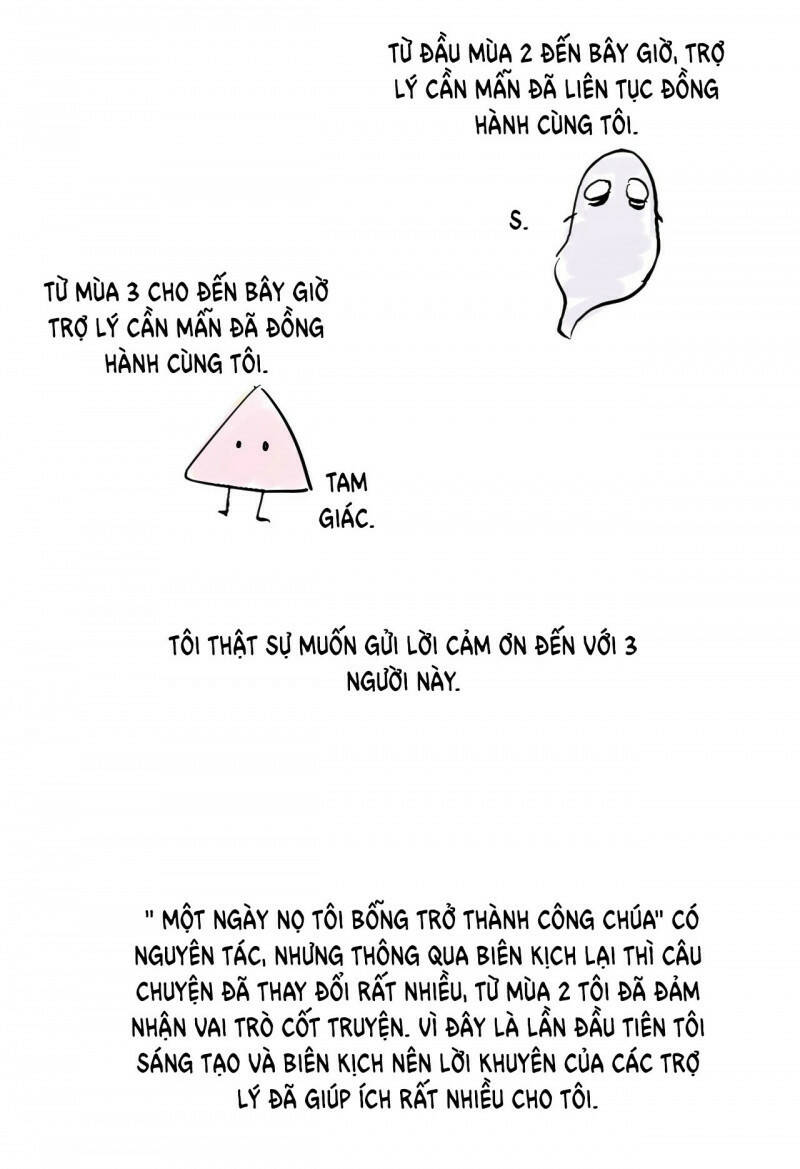 TỪ ĐẦU MÙA 2 ĐẾN BÂY GIỜ, TRỢ
LÝ CẦN MẪN ĐÃ LIÊN TỤC ĐỒNG
HÀNH CÙNG TÔI.
S.
TỪ MÙA 3 CHO ĐẾN BÂY GIỜ
TRỢ LÝ CẦN MẪN ĐÃ ĐỒNG
HÀNH CÙNG TÔI.
TAM
GIÁC.
TÔI THẬT SỰ MUỐN GỬI LỜI CẢM ƠN ĐẾN VỚI 3
NGƯỜI NÀY.
" MỘT NGÀY NỌ TÔI BỖNG TRỞ THÀNH CÔNG CHÚA" CÓ
NGUYÊN TÁC, NHƯNG THÔNG QUA BIÊN KỊCH LẠI THÌ CÂU
CHUYỆN ĐÃ THAY ĐỔI RẤT NHIỀU, TỪ MÙA 2 TÔI ĐÃ ĐẢM
NHẬN VAI TRÒ CỐT TRUYỆN. VÌ ĐÂY LÀ LẦN ĐẦU TIÊN TÔI
SÁNG TẠO VÀ BIÊN KỊCH NÊN LỜI KHUYÊN CỦA CÁC TRỢ
LÝ ĐÃ GIÚP ÍCH RẤT NHIỀU CHO TÔI.